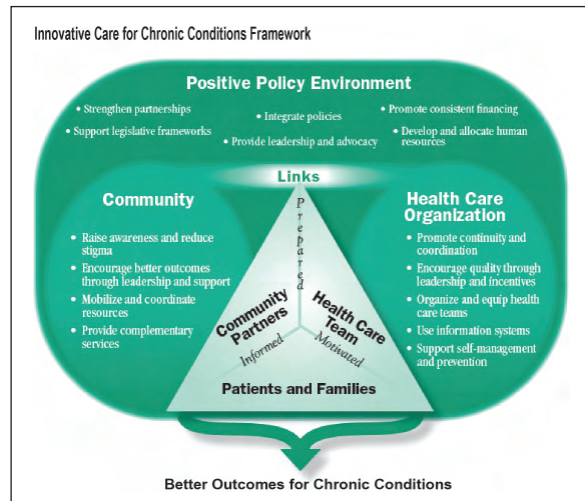 Innovative Care for Chronic Conditions Framework
Positive Policy Environment
• Strengthen partnerships
• Support legislative frameworks
• Integrate policies
• Provide leadership and advocacy
• Promote consistent financing
• Develop and allocate human
resources
Links
Community
• Raise awareness and reduce
stigma
• Encourage better outcomes
through leadership and support
• Mobilize and coordinate
resources
• Provide complementary
services
Health Care
Organization
• Promote continuity and
coordination
• Encourage quality through
leadership and incentives
• Organize and equip health
care teams
• Use information systems
• Support self-management
and prevention
Prepared
Community
Partners
Health Care
Team
Informed
Motivated
Patients and Families
Better Outcomes for Chronic Conditions